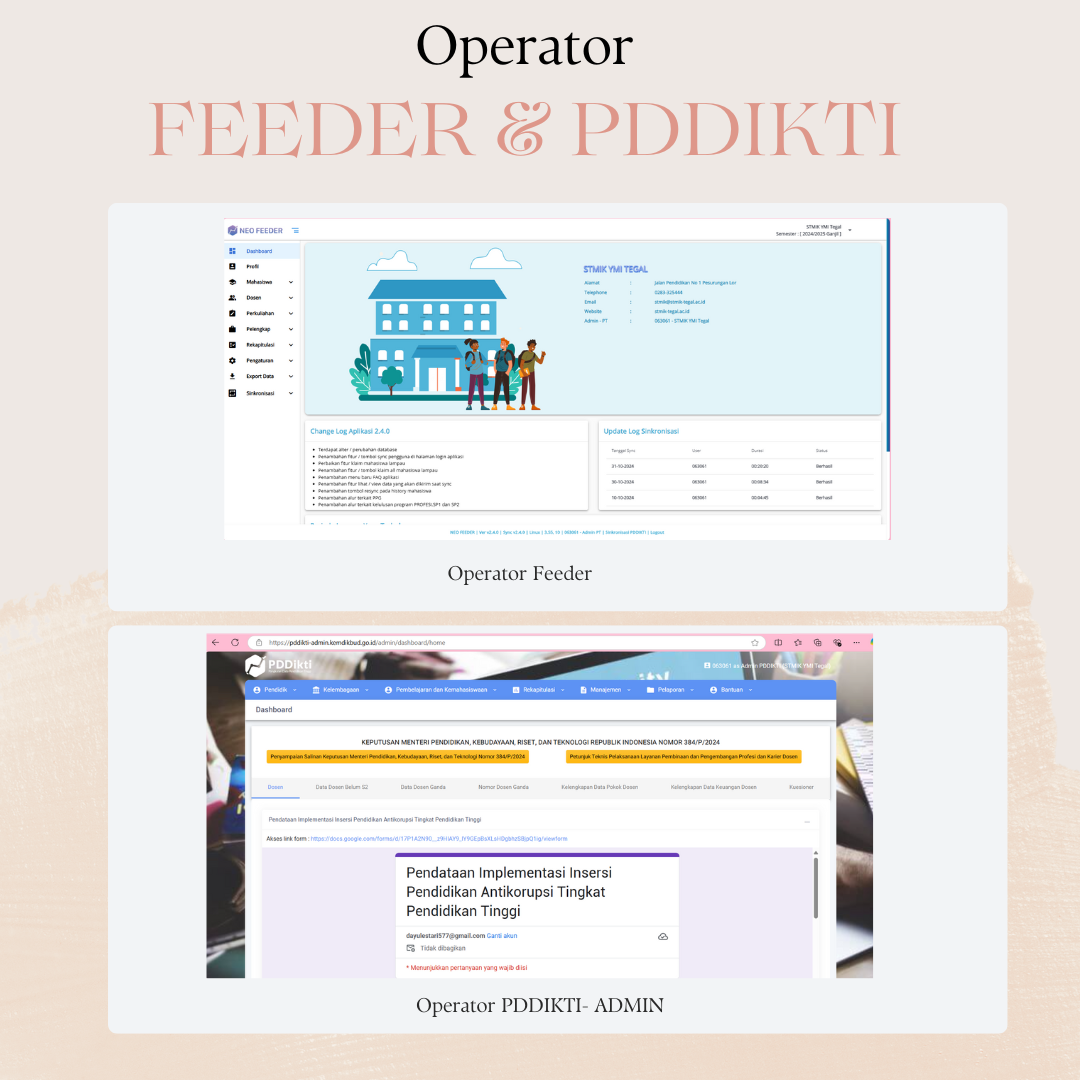 Operator
FEEDER & PDDIKTI
NEO FEEDER
STMIK YMI Tegal
Semester : [ 2024/2025 Ganjil ]
Dashboard
Profil
Mahasiswa
Dosen
Perkuliahan
Pelengkap
Rekapitulasi
Pengaturan
Export Data
Sinkronisasi
STMIK YMI TEGAL
Alamat : Jalan Pendidikan No 1 Pesurungan Lor
Telephone : 0283-325444
Email : stmik@stmik-tegal.ac.id
Website : stmik-tegal.ac.id
Admin - PT : 063061 - STMIK YMI Tegal
Change Log Aplikasi 2.4.0
Terdapat alter / perubahan database
Penambahan fitur / tombol sync pengguna di halaman login aplikasi
Perbaikan fitur klaim mahasiswa lampau
Penambahan fitur / tombol klaim all mahasiswa lampau
Penambahan menu baru FAQ aplikasi
Penambahan fitur lihat / view data yang akan dikirim saat sync
Penambahan tombol resync pada history mahasiswa
Penambahan alur terkait PPG
Penambahan alur terkait kelulusan program PROFESI,SP1 dan SP2
Update Log Sinkronisasi
Tanggal Sync User Durasi Status
31-10-2024 063061 00:20:20 Berhasil
30-10-2024 063061 00:08:34 Berhasil
10-10-2024 063061 00:04:45 Berhasil
NEO FEEDER | Ver v2.4.0 | Sync v2.4.0 | Linux | 063061 - Admin PT | Sinkronisasi PDDIKTI | Logout
Operator Feeder
https://pddikti-admin.kemdikbud.go.id/admin/dashboard/home
PDDikti
063061 as Admin PDDIKTI STMIK YMI Tegal
Pendidik Kelembagaan Pembelajaran dan Kemahasiswaan Rekapitulasi Manajemen Pelaporan Bantuan
Dashboard
KEPUTUSAN MENTERI PENDIDIKAN, KEBUDAYAAN, RISET, DAN TEKNOLOGI REPUBLIK INDONESIA NOMOR 384/P/2024
Penyampaian Salinan Keputusan Menteri Pendidikan, Kebudayaan, Riset, dan Teknologi Nomor 384/P/2024
Petunjuk Teknis Pelaksanaan Layanan Pembinaan dan Pengembangan Profesi dan Karier Dosen
Dosen Data Dosen Belum S2 Data Dosen Ganda Nomor Dosen Ganda Kelengkapan Data Pokok Dosen Kelengkapan Data Keuangan Dosen Kuesioner
Pendataan Implementasi Insersi Pendidikan Antikorupsi Tingkat Pendidikan Tinggi
Akses link form :
Pendataan Implementasi Insersi
Pendidikan Antikorupsi Tingkat
Pendidikan Tinggi
dayulestari577@gmail.com Ganti akun
Tidak dibagikan
* Menunjukkan pertanyaan yang wajib diisi
Operator PDDIKTI- ADMIN